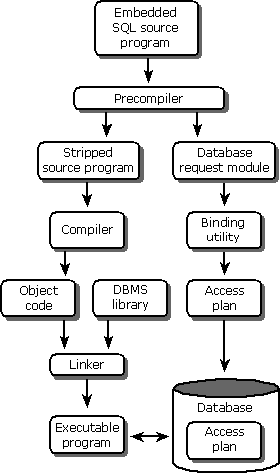 Embedded
SQL source
program
Precompiler
Stripped
source program
Database
request module
Compiler
Binding
utility
Object
code
DBMS
library
Access
plan
Linker
Executable
program
Database
Access
plan